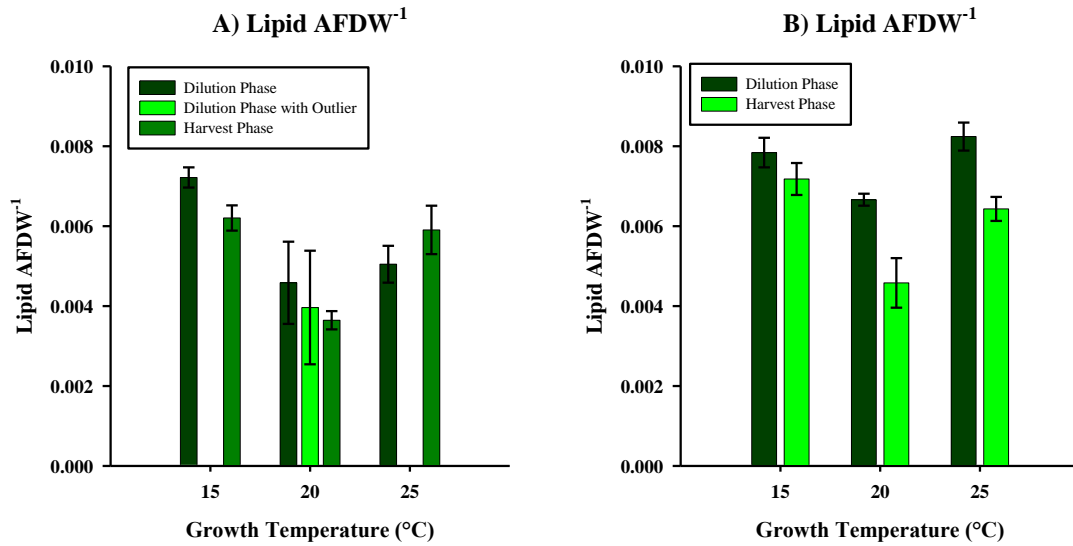 A) Lipid AFDW⁻¹
Lipid AFDW⁻¹
0.010
0.008
0.006
0.004
0.002
0.000
Dilution Phase
Dilution Phase with Outlier
Harvest Phase
15 20 25
Growth Temperature (°C)
B) Lipid AFDW⁻¹
Lipid AFDW⁻¹
0.010
0.008
0.006
0.004
0.002
0.000
Dilution Phase
Harvest Phase
15 20 25
Growth Temperature (°C)